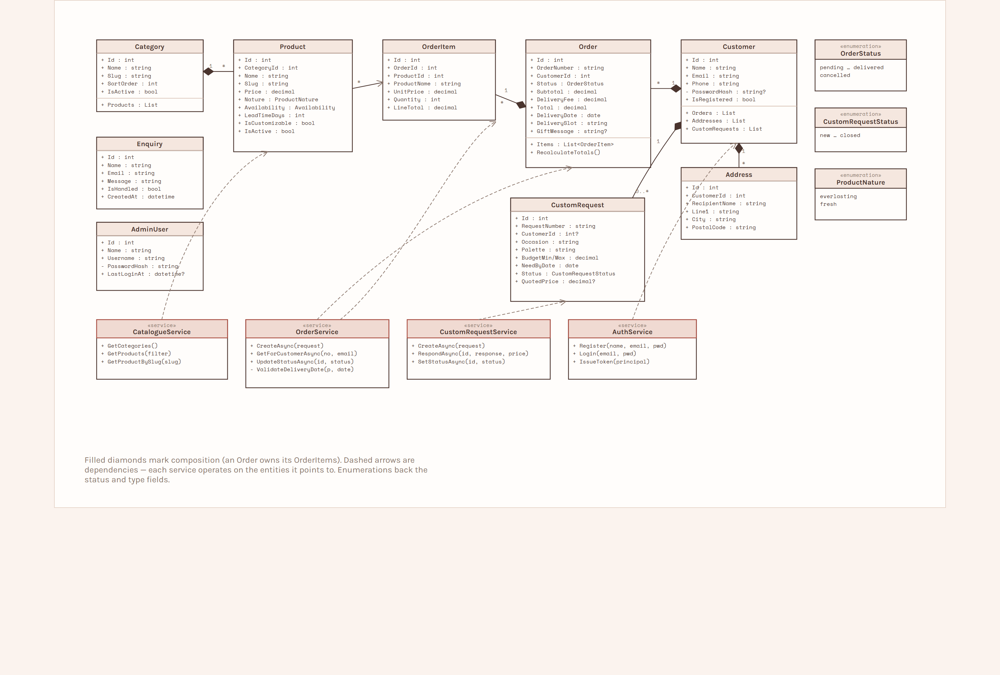 Category
+ Id : int
+ Name : string
+ Slug : string
+ SortOrder : int
+ IsActive : bool
+ Products : List
1
*
Product
+ Id : int
+ CategoryId : int
+ Name : string
+ Slug : string
+ Price : decimal
+ Nature : ProductNature
+ Availability : Availability
+ LeadTimeDays : int
+ IsCustomizable : bool
+ IsActive : bool
*
OrderItem
+ Id : int
+ OrderId : int
+ ProductId : int
+ ProductName : string
+ UnitPrice : decimal
+ Quantity : int
+ LineTotal : decimal
1
*
Order
+ Id : int
+ OrderNumber : string
+ CustomerId : int
+ Status : OrderStatus
+ Subtotal : decimal
+ DeliveryFee : decimal
+ Total : decimal
+ DeliveryDate : date
+ DeliverySlot : string
+ GiftMessage : string?
+ Items : List<OrderItem>
+ RecalculateTotals()
*
1
Customer
+ Id : int
+ Name : string
+ Email : string
+ Phone : string
- PasswordHash : string?
+ IsRegistered : bool
+ Orders : List
+ Addresses : List
+ CustomRequests : List
1
0..*
1
*
«enumeration»
OrderStatus
pending … delivered
cancelled
«enumeration»
CustomRequestStatus
new … closed
«enumeration»
ProductNature
everlasting
fresh
Enquiry
+ Id : int
+ Name : string
+ Email : string
+ Message : string
+ IsHandled : bool
+ CreatedAt : datetime
Address
+ Id : int
+ CustomerId : int
+ RecipientName : string
+ Line1 : string
+ City : string
+ PostalCode : string
CustomRequest
+ Id : int
+ RequestNumber : string
+ CustomerId : int?
+ Occasion : string
+ Palette : string
+ BudgetMin/Max : decimal
+ NeedByDate : date
+ Status : CustomRequestStatus
+ QuotedPrice : decimal?
AdminUser
+ Id : int
+ Name : string
+ Username : string
- PasswordHash : string
+ LastLoginAt : datetime?
«service»
CatalogueService
+ GetCategories()
+ GetProducts(filter)
+ GetProductBySlug(slug)
«service»
OrderService
+ CreateAsync(request)
+ GetForCustomerAsync(no, email)
+ UpdateStatusAsync(id, status)
- ValidateDeliveryDate(p, date)
«service»
CustomRequestService
+ CreateAsync(request)
+ RespondAsync(id, response, price)
+ SetStatusAsync(id, status)
«service»
AuthService
+ Register(name, email, pwd)
+ Login(email, pwd)
+ IssueToken(principal)
Filled diamonds mark composition (an Order owns its OrderItems). Dashed arrows are
dependencies — each service operates on the entities it points to. Enumerations back the
status and type fields.